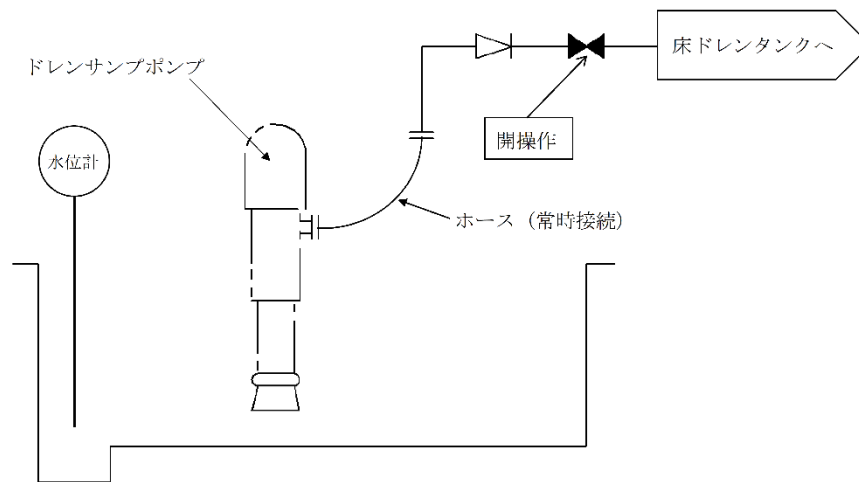 床ドレンタンクへ
ドレンサンプポンプ
開操作
水位計
ホース（常時接続）